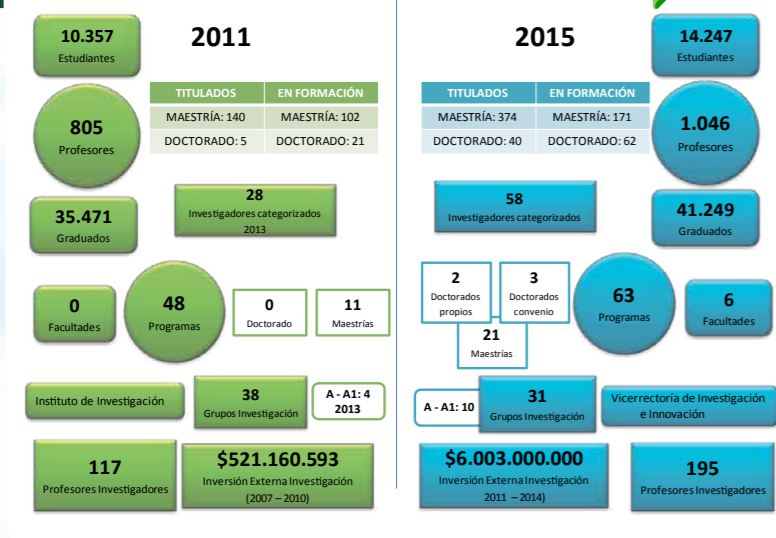 2011
10.357
Estudiantes
TITULADOS EN FORMACIÓN
MAESTRÍA: 140 MAESTRÍA: 102
DOCTORADO: 5 DOCTORADO: 21
805
Profesores
28
Investigadores categorizados
2013
35.471
Graduados
0
Facultades
48
Programas
0
Doctorado
11
Maestrías
Instituto de Investigación
38
Grupos Investigación
A - A1: 4
2013
117
Profesores Investigadores
$521.160.593
Inversión Externa Investigación
(2007 – 2010)
2015
14.247
Estudiantes
TITULADOS EN FORMACIÓN
MAESTRÍA: 374 MAESTRÍA: 171
DOCTORADO: 40 DOCTORADO: 62
1.046
Profesores
58
Investigadores categorizados
41.249
Graduados
2
Doctorados
propios
3
Doctorados
convenio
21
Maestrías
63
Programas
6
Facultades
A - A1: 10
31
Grupos Investigación
Vicerrectoría de Investigación
e Innovación
$6.003.000.000
Inversión Externa Investigación
2011 – 2014)
195
Profesores Investigadores